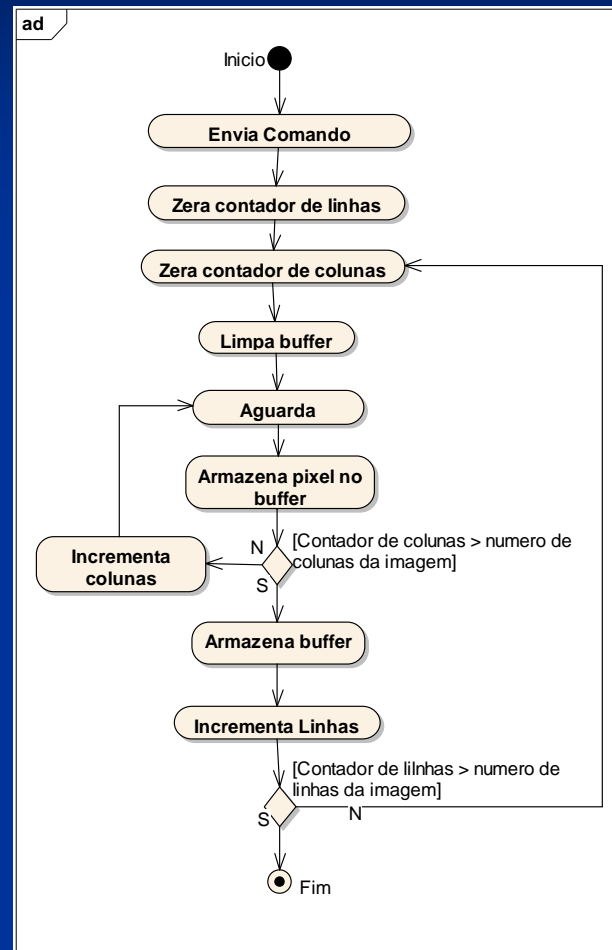 ad
Inicio
Envia Comando
Zera contador de linhas
Zera contador de colunas
Limpa buffer
Aguarda
Armazena pixel no
buffer
N
[Contador de colunas > numero de
colunas da imagem]
Incrementa
colunas
S
Armazena buffer
Incrementa Linhas
[Contador de lilnhas > numero de
linhas da imagem]
S
N
Fim